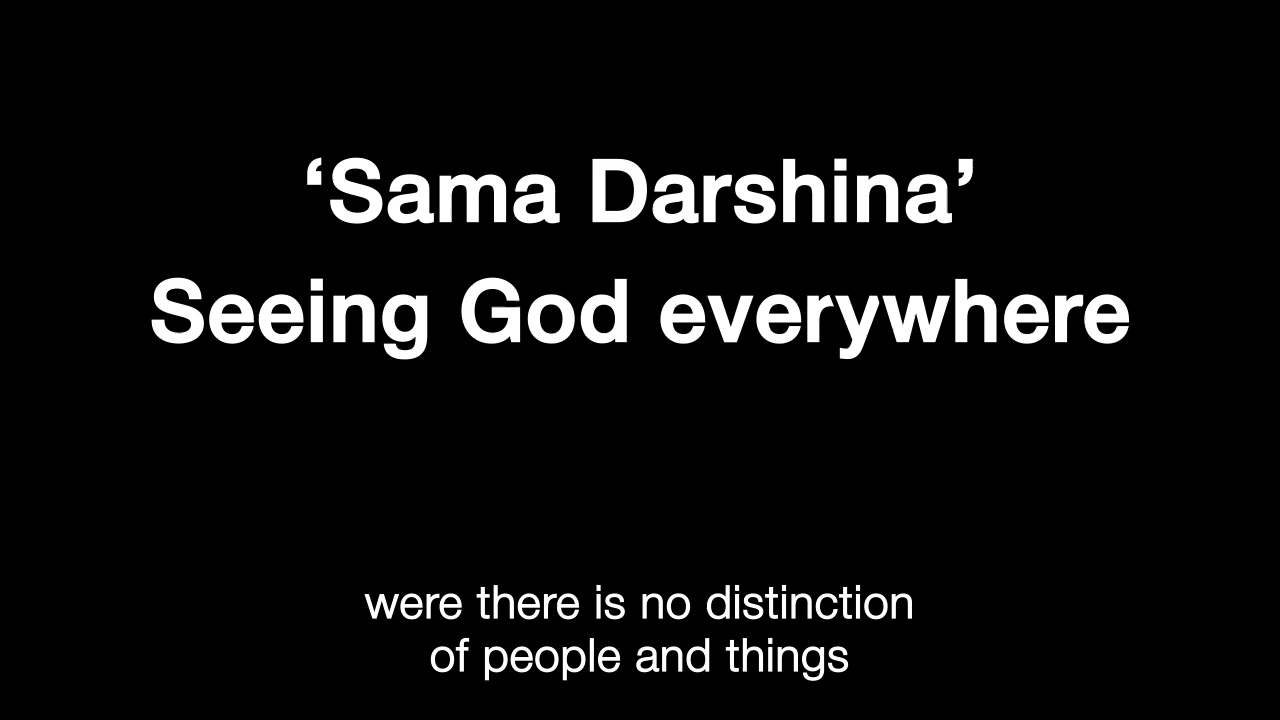 ‘Sama Darshina’
Seeing God everywhere
were there is no distinction
of people and things